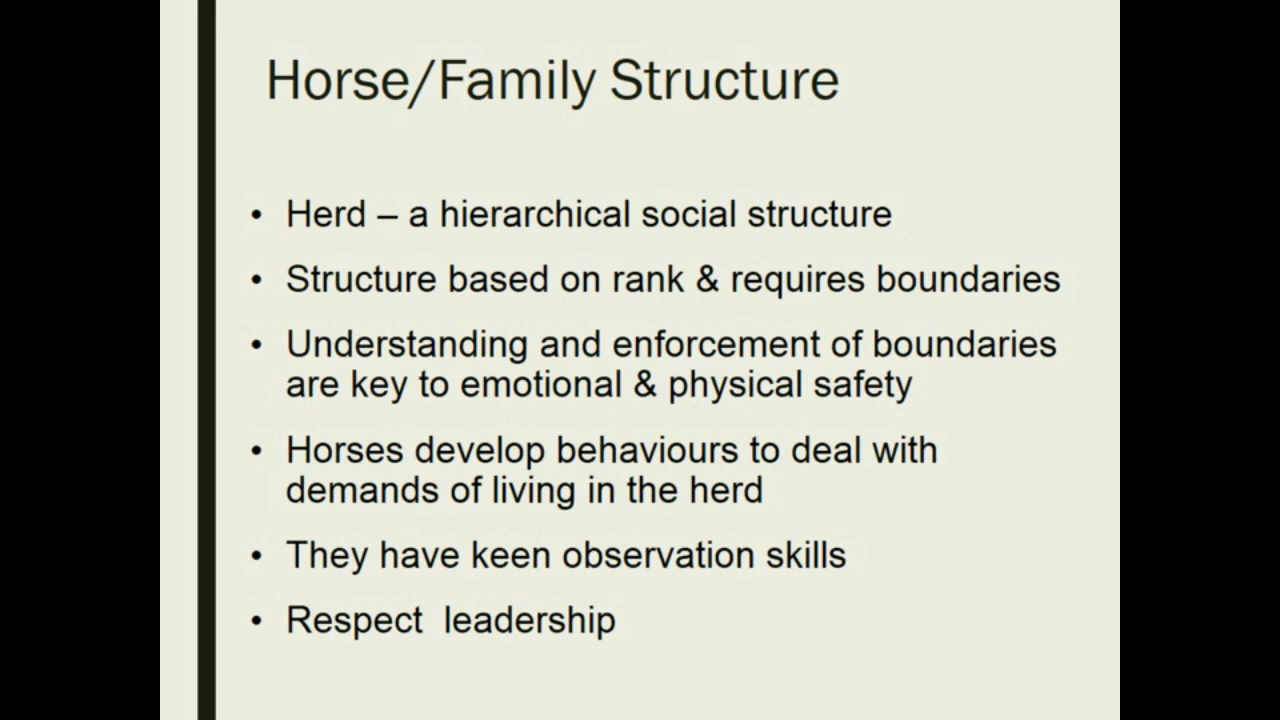 Horse/Family Structure
• Herd – a hierarchical social structure
• Structure based on rank & requires boundaries
• Understanding and enforcement of boundaries
are key to emotional & physical safety
• Horses develop behaviours to deal with
demands of living in the herd
• They have keen observation skills
• Respect  leadership